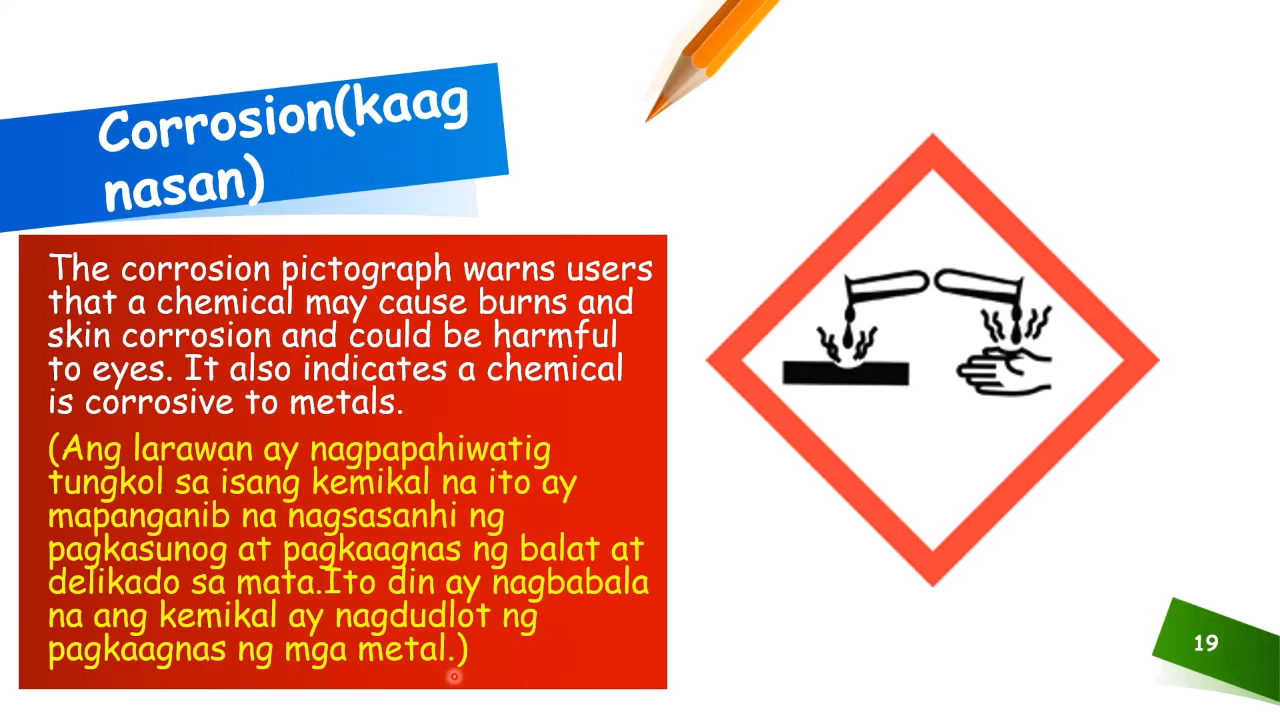 Corrosion(kaag
nasan)
The corrosion pictograph warns users
that a chemical may cause burns and
skin corrosion and could be harmful
to eyes. It also indicates a chemical
is corrosive to metals.
(Ang larawan ay nagpapahiwatig
tungkol sa isang kemikal na ito ay
mapanganib na nagsasanhi ng
pagkasunog at pagkaagnas ng balat at
delikado sa mata.Ito din ay nagbabala
na ang kemikal ay nagdudlot ng
pagkaagnas ng mga metal.)
19